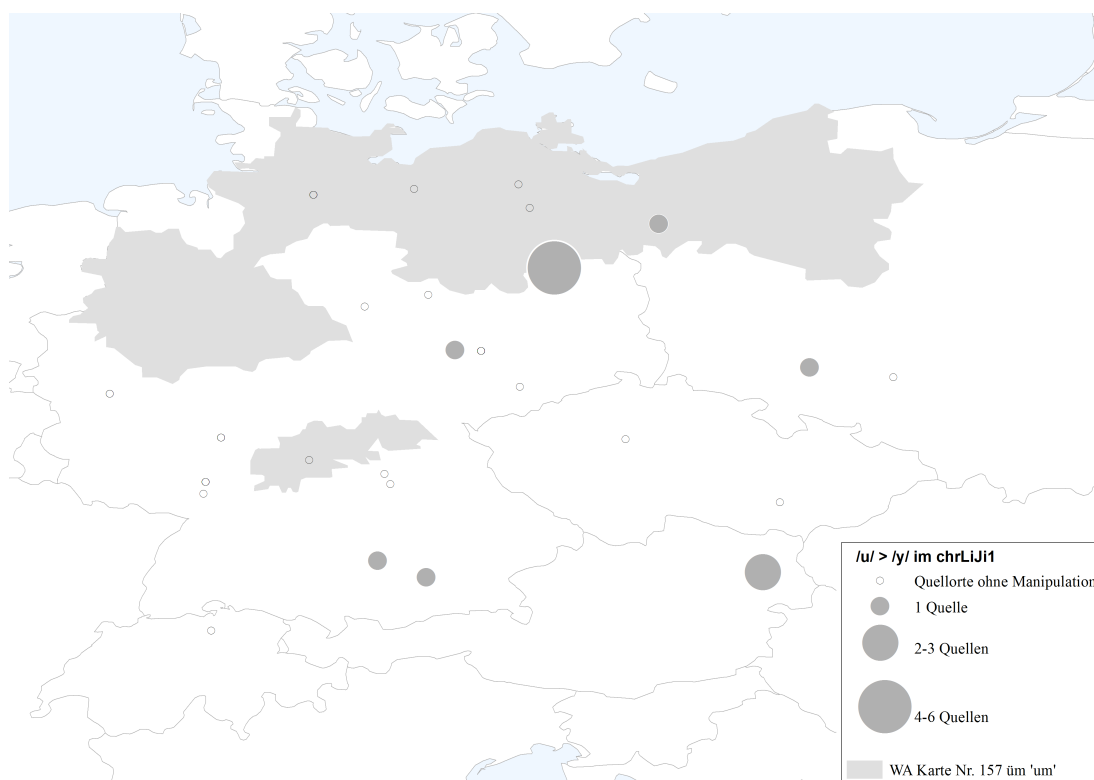 /u/ > /y/ im chrLiJi1
Quellorte ohne Manipulation
1 Quelle
2-3 Quellen
4-6 Quellen
WA Karte Nr. 157 üm 'um'